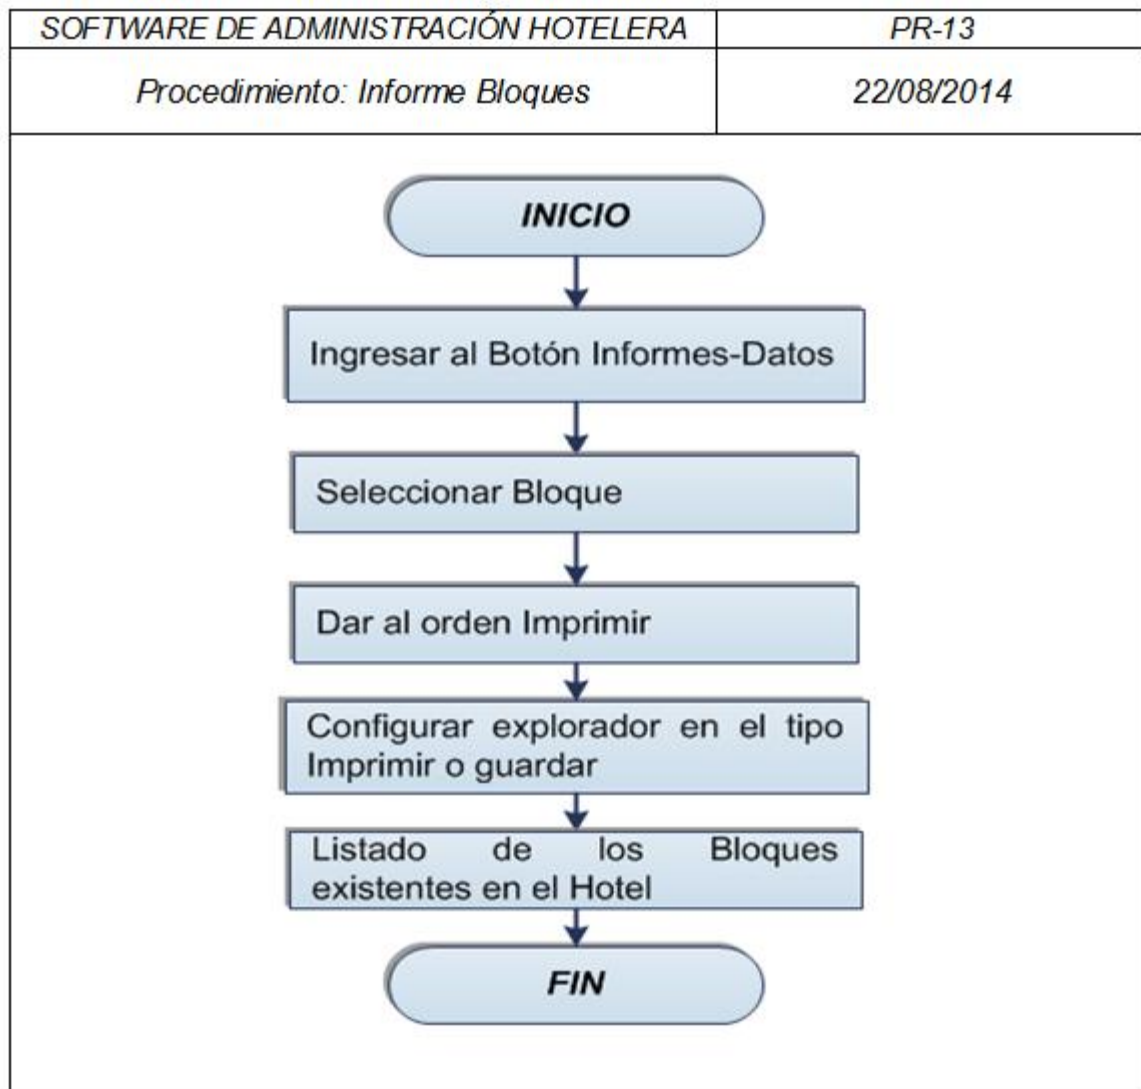 SOFTWARE DE ADMINISTRACIÓN HOTELERA
PR-13
Procedimiento: Informe Bloques
22/08/2014
INICIO
Ingresar al Botón Informes-Datos
Seleccionar Bloque
Dar al orden Imprimir
Configurar explorador en el tipo
Imprimir o guardar
Listado de los Bloques
existentes en el Hotel
FIN